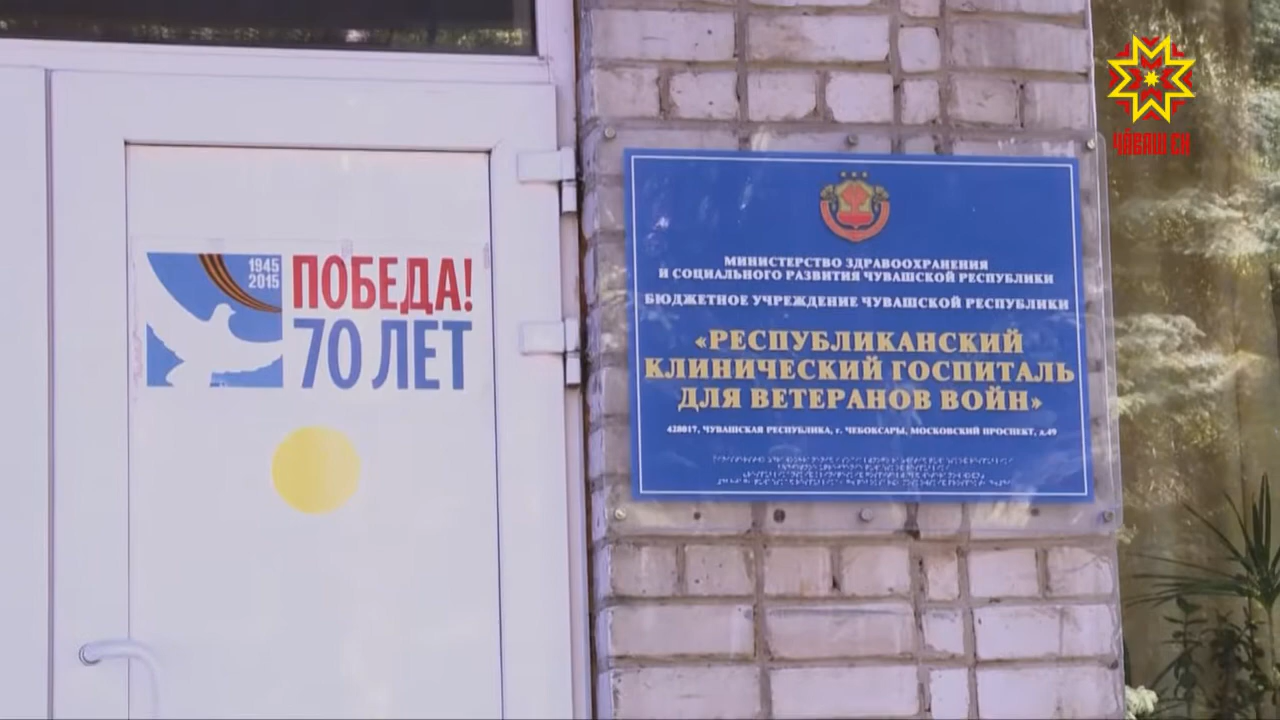 1945
2015
ПОБЕДА!
70 ЛЕТ
МИНИСТЕРСТВО ЗДРАВООХРАНЕНИЯ
И СОЦИАЛЬНОГО РАЗВИТИЯ ЧУВАШСКОЙ РЕСПУБЛИКИ
БЮДЖЕТНОЕ УЧРЕЖДЕНИЕ ЧУВАШСКОЙ РЕСПУБЛИКИ
«РЕСПУБЛИКАНСКИЙ
КЛИНИЧЕСКИЙ ГОСПИТАЛЬ
ДЛЯ ВЕТЕРАНОВ ВОЙН»
428017, ЧУВАШСКАЯ РЕСПУБЛИКА, г. ЧЕБОКСАРЫ, МОСКОВСКИЙ ПРОСПЕКТ, д.49
ЧӐВАШ ЕН